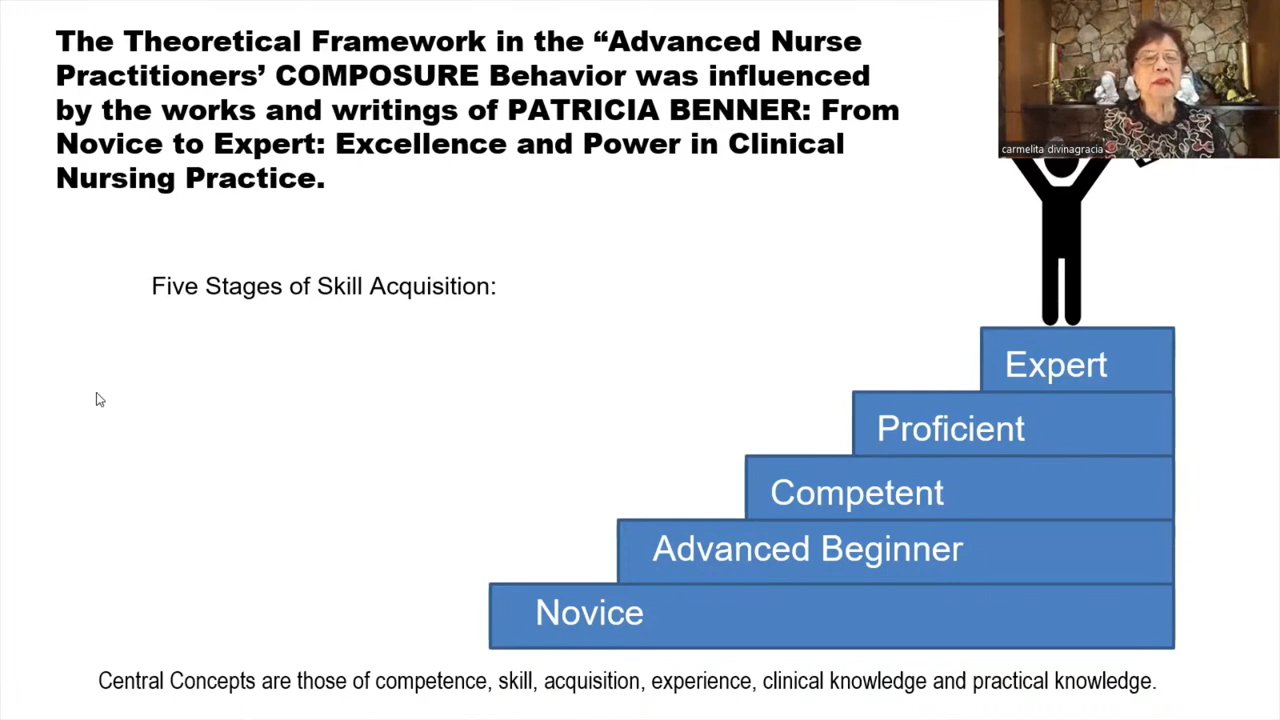 The Theoretical Framework in the “Advanced Nurse
Practitioners’ COMPOSURE Behavior was influenced
by the works and writings of PATRICIA BENNER: From
Novice to Expert: Excellence and Power in Clinical
Nursing Practice.
carmelita divinagracia
Five Stages of Skill Acquisition:
Expert
Proficient
Competent
Advanced Beginner
Novice
Central Concepts are those of competence, skill, acquisition, experience, clinical knowledge and practical knowledge.